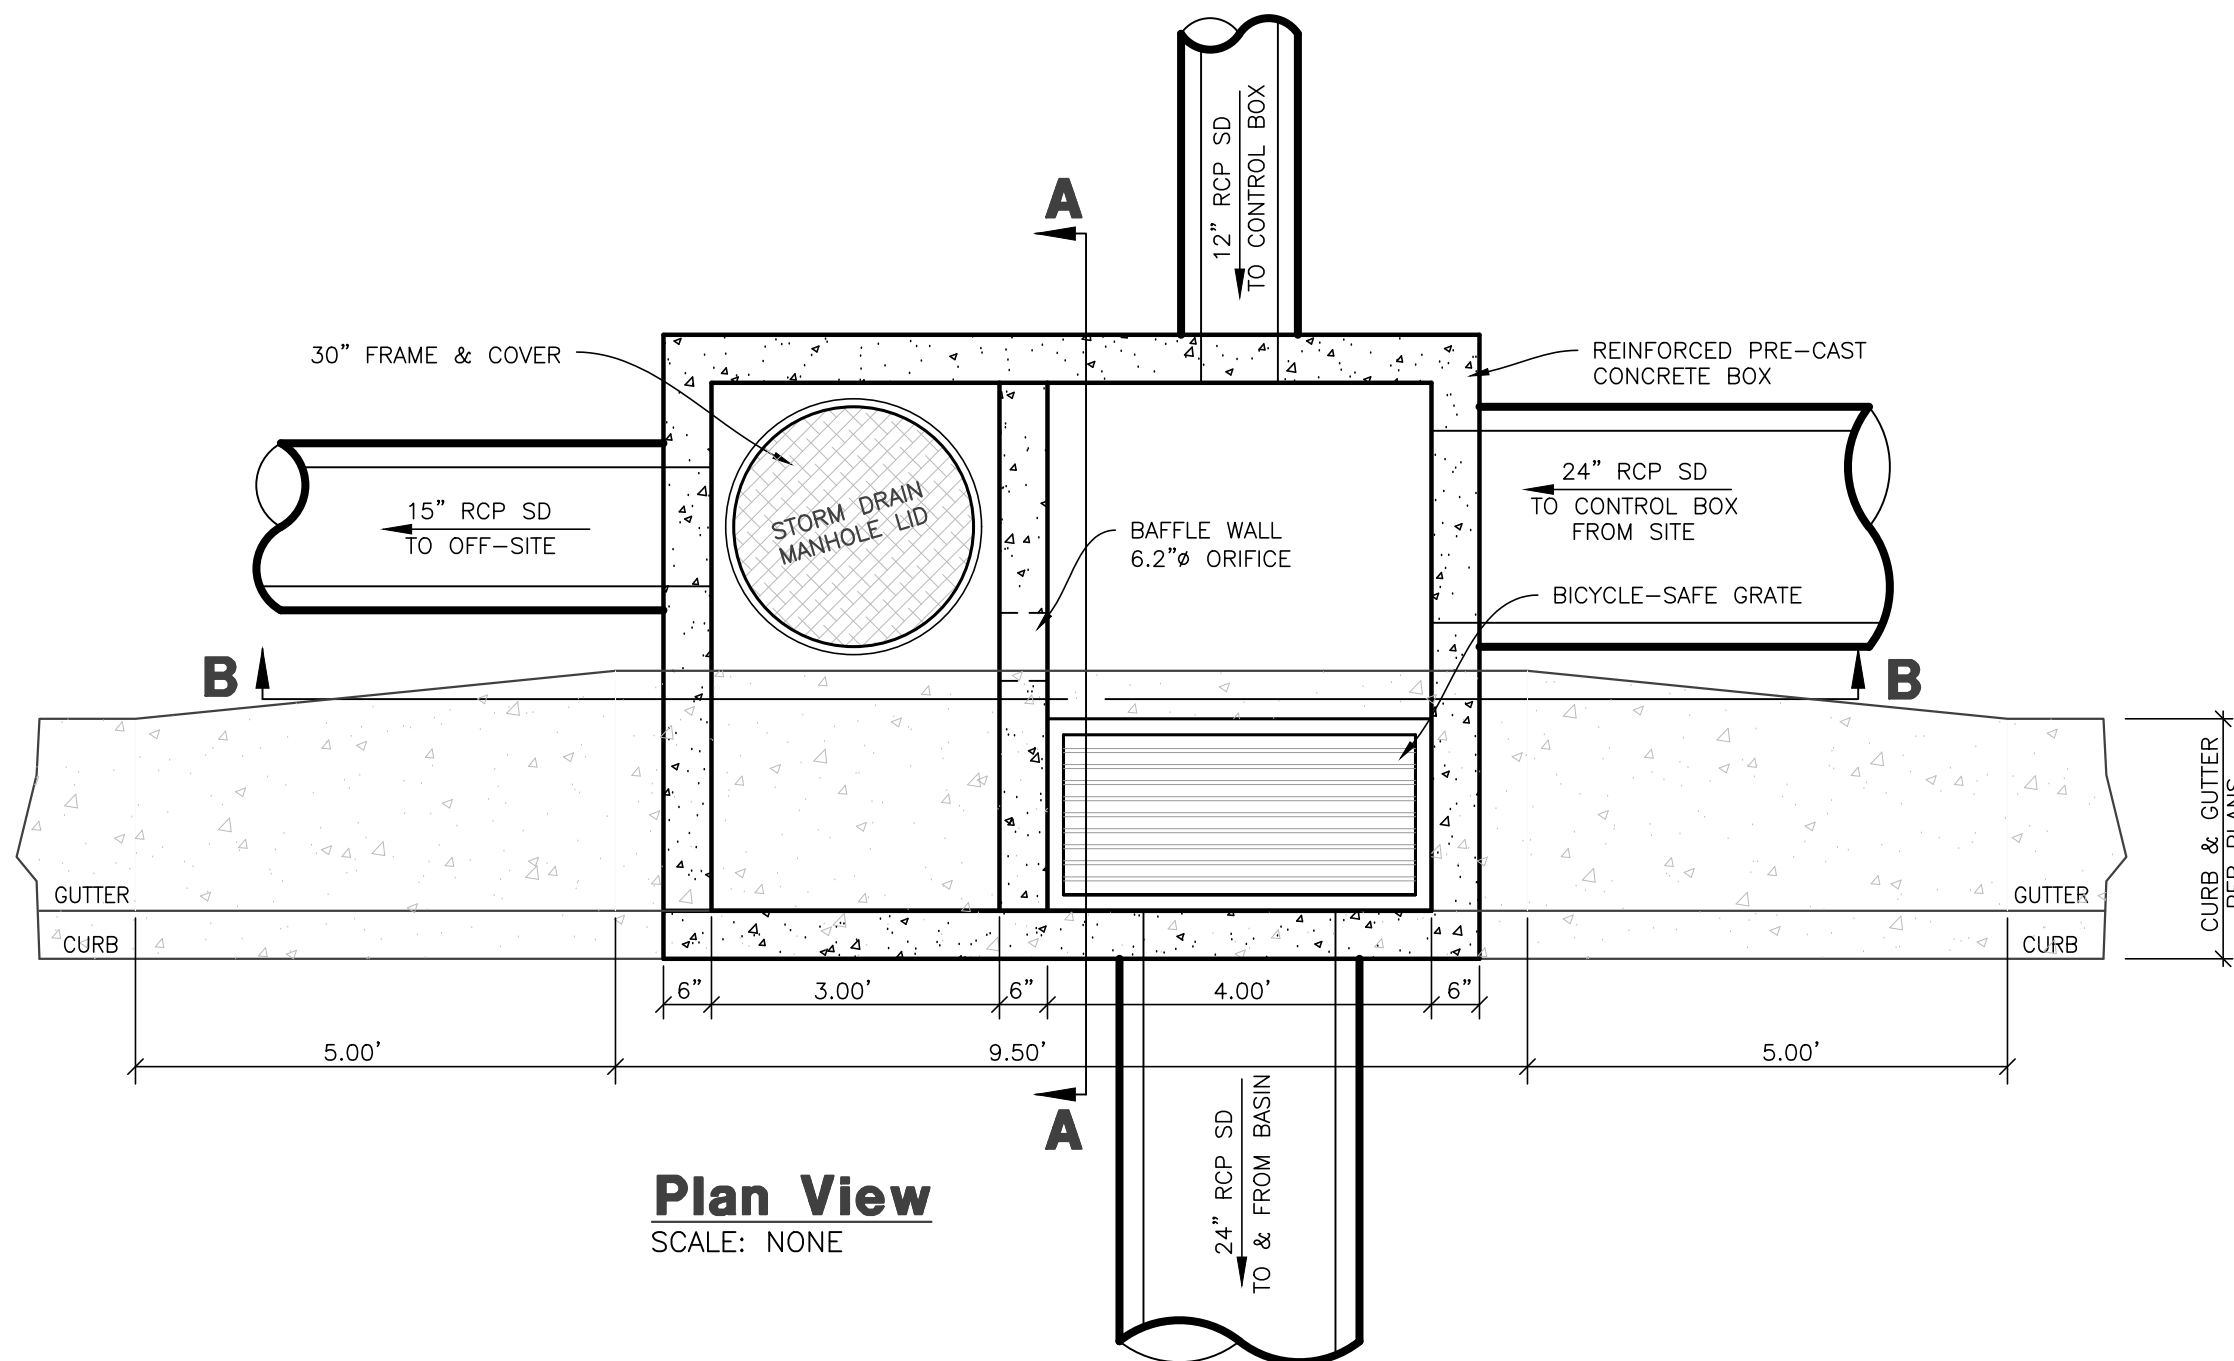 12” RCP SD
TO CONTROL BOX
A
30” FRAME & COVER
REINFORCED PRE-CAST
CONCRETE BOX
15” RCP SD
TO OFF-SITE
STORM DRAIN
MANHOLE LID
BAFFLE WALL
6.2”ø ORIFICE
24” RCP SD
TO CONTROL BOX
FROM SITE
BICYCLE-SAFE GRATE
B
B
CURB & GUTTER
PER PLANS
GUTTER
GUTTER
CURB
CURB
6”
3.00’
6”
4.00’
6”
5.00’
9.50’
5.00’
A
24” RCP SD
TO & FROM BASIN
Plan View
SCALE: NONE